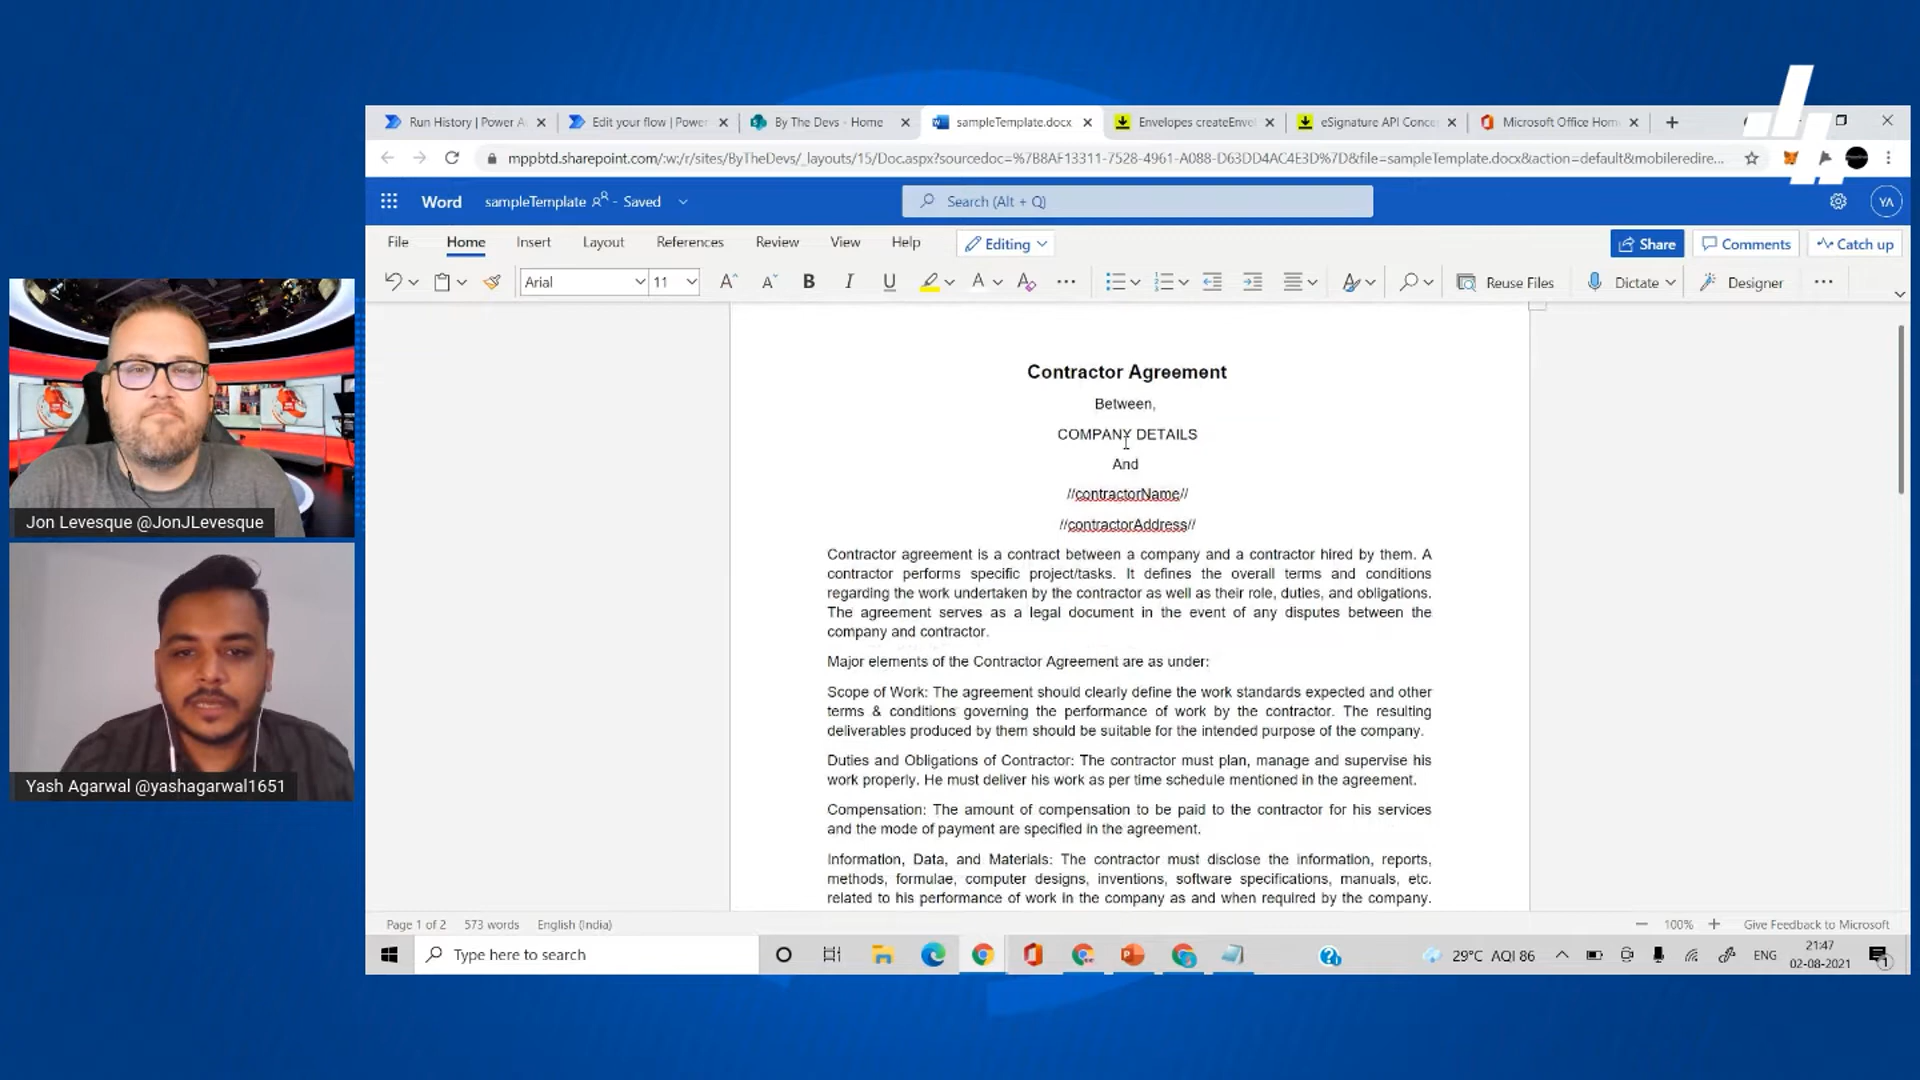 Run History | Power A
Edit your flow | Power
By The Devs - Home
sampleTemplate.docx
Envelopes createEnvel
eSignature API Conce
Microsoft Office Hom
mppbtd.sharepoint.com/:w:/r/sites/ByTheDevs/_layouts/15/Doc.aspx?sourcedoc=%7B8AF13311-7528-4961-A088-D63DD4AC4E3D%7D&file=sampleTemplate.docx&action=default&mobileredire...
Word
sampleTemplate - Saved
Search (Alt + Q)
YA
File
Home
Insert
Layout
References
Review
View
Help
Editing
Share
Comments
Catch up
Arial
11
Reuse Files
Dictate
Designer
Contractor Agreement
Between,
COMPANY DETAILS
And
//contractorName//
//contractorAddress//
Contractor agreement is a contract between a company and a contractor hired by them. A
contractor performs specific project/tasks. It defines the overall terms and conditions
regarding the work undertaken by the contractor as well as their role, duties, and obligations.
The agreement serves as a legal document in the event of any disputes between the
company and contractor.
Major elements of the Contractor Agreement are as under:
Scope of Work: The agreement should clearly define the work standards expected and other
terms & conditions governing the performance of work by the contractor. The resulting
deliverables produced by them should be suitable for the intended purpose of the company.
Duties and Obligations of Contractor: The contractor must plan, manage and supervise his
work properly. He must deliver his work as per time schedule mentioned in the agreement.
Compensation: The amount of compensation to be paid to the contractor for his services
and the mode of payment are specified in the agreement.
Information, Data, and Materials: The contractor must disclose the information, reports,
methods, formulae, computer designs, inventions, software specifications, manuals, etc.
related to his performance of work in the company as and when required by the company.
Page 1 of 2
573 words
English (India)
100%
Give Feedback to Microsoft
Type here to search
29°C AQI 86
ENG
21:47
02-08-2021
1
Jon Levesque @JonJLevesque
Yash Agarwal @yashagarwal1651